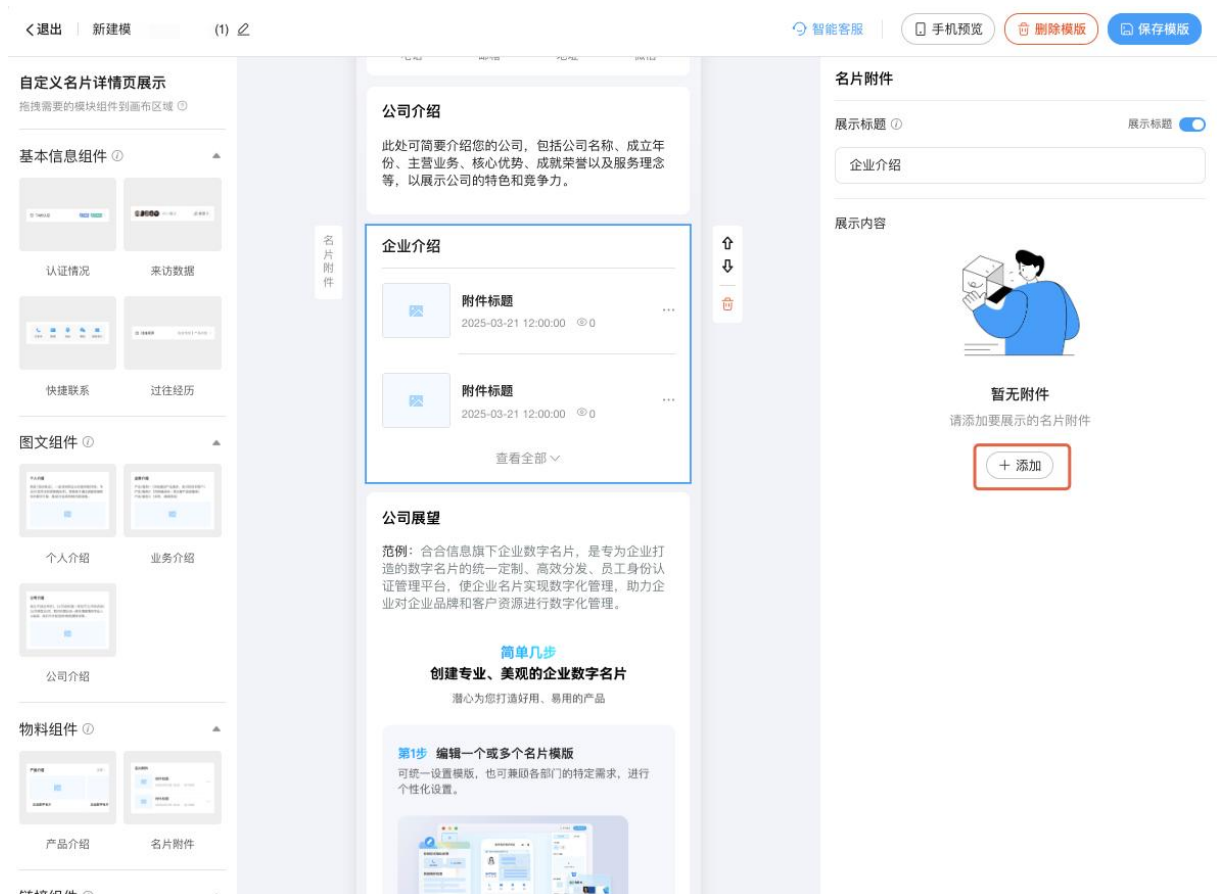 退出
新建模
(1)
智能客服
手机预览
删除模版
保存模版
自定义名片详情页展示
拖拽需要的模块组件到画布区域
基本信息组件
认证情况
来访数据
快捷联系
过往经历
图文组件
个人介绍
业务介绍
公司介绍
物料组件
产品介绍
名片附件
公司介绍
此处可简要介绍您的公司，包括公司名称、成立年
份、主营业务、核心优势、成就荣誉以及服务理念
等，以展示公司的特色和竞争力。
名片附件
企业介绍
附件标题
2025-03-21 12:00:00 0
附件标题
2025-03-21 12:00:00 0
查看全部
公司展望
范例：合合信息旗下企业数字名片，是专为企业打
造的数字名片的统一定制、高效分发、员工身份认
证管理平台，使企业名片实现数字化管理，助力企
业对企业品牌和客户资源进行数字化管理。
简单几步
创建专业、美观的企业数字名片
潜心为您打造好用、易用的产品
第1步 编辑一个或多个名片模版
可统一设置模版，也可兼顾各部门的特定需求，进行
个性化设置。
名片附件
展示标题
展示标题
企业介绍
展示内容
暂无附件
请添加要展示的名片附件
+ 添加